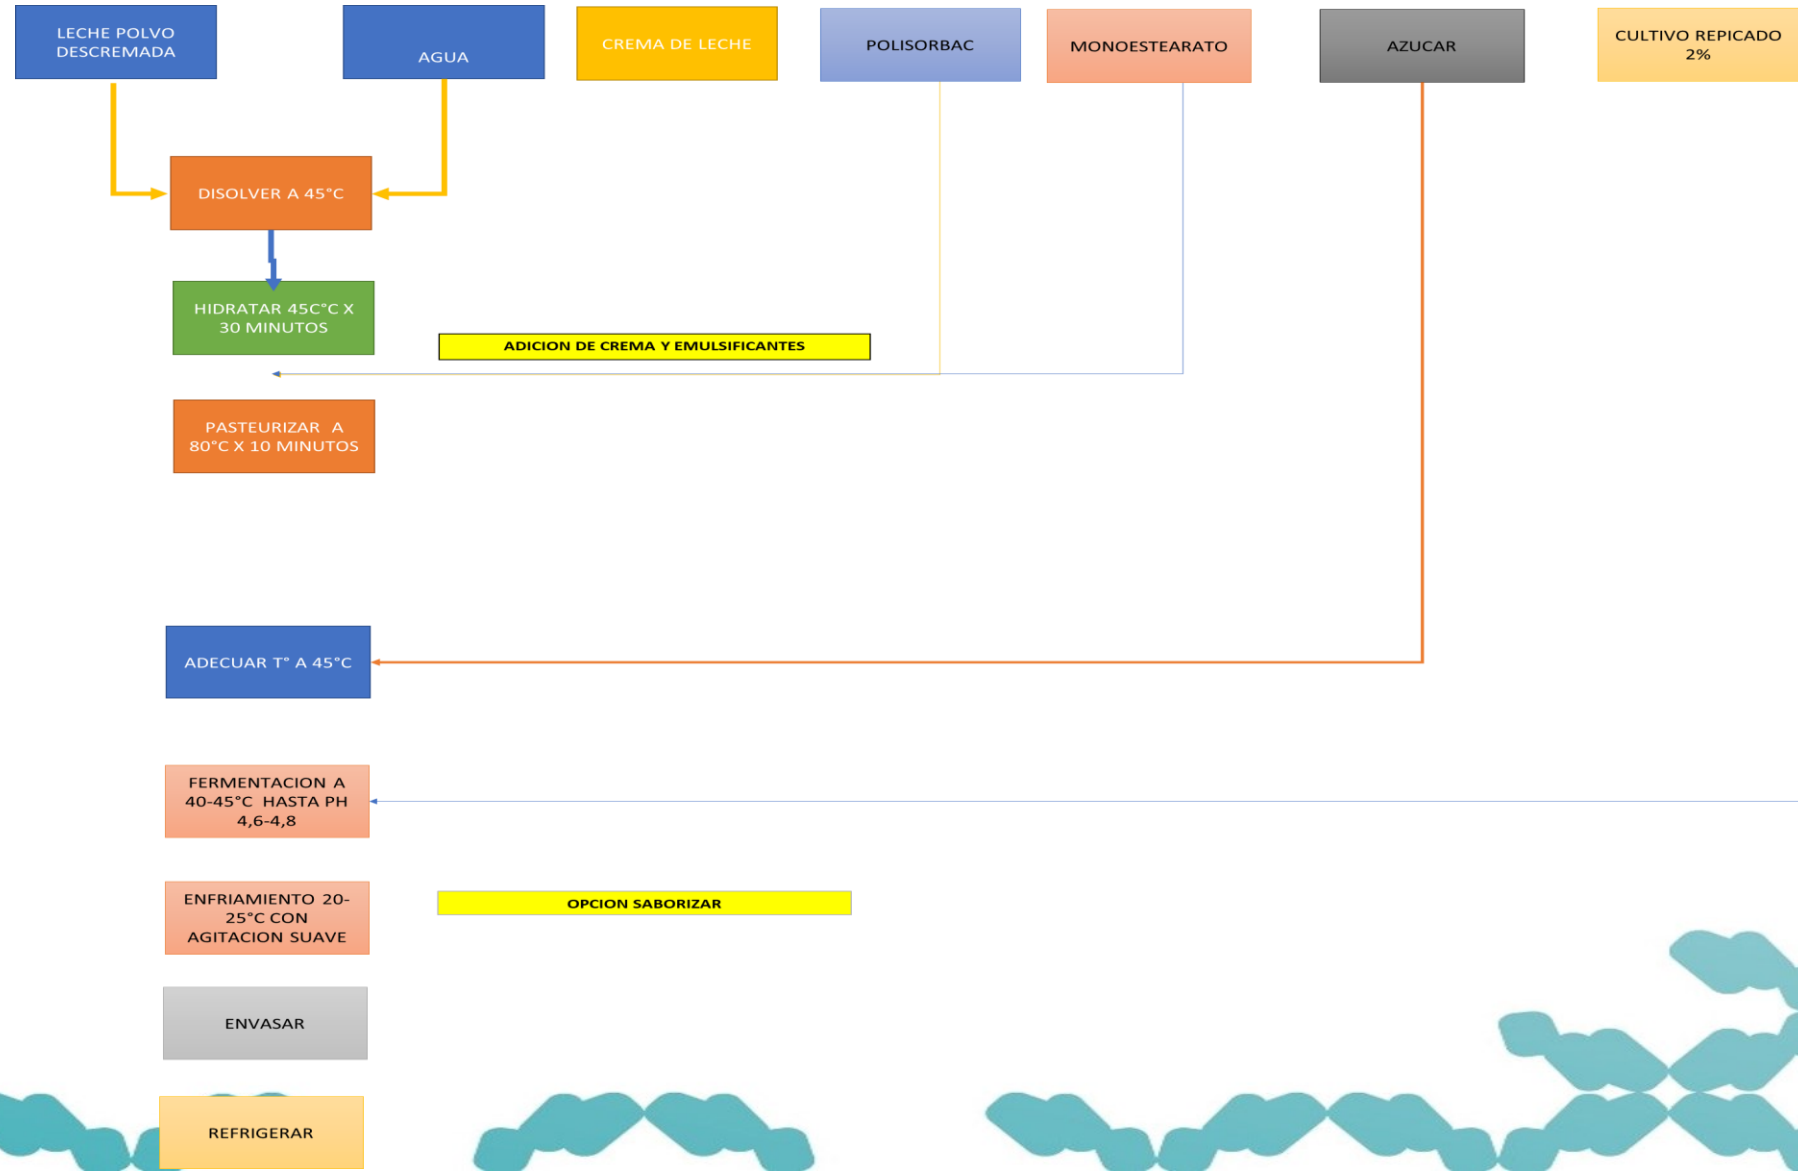 LECHE POLVO
DESCREMADA
AGUA
CREMA DE LECHE
POLISORBAC
MONOESTEARATO
AZUCAR
CULTIVO REPICADO
2%
DISOLVER A 45°C
HIDRATAR 45C°C X
30 MINUTOS
ADICION DE CREMA Y EMULSIFICANTES
PASTEURIZAR A
80°C X 10 MINUTOS
ADECUAR T° A 45°C
FERMENTACION A
40-45°C HASTA PH
4,6-4,8
ENFRIAMIENTO 20-
25°C CON
AGITACION SUAVE
OPCION SABORIZAR
ENVASAR
REFRIGERAR